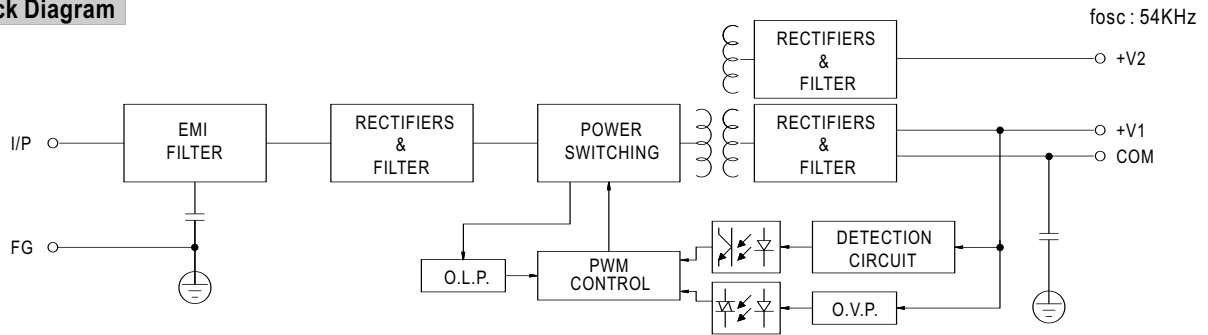 ck Diagram
fosc : 54KHz
RECTIFIERS
&
FILTER
+V2
I/P
EMI
FILTER
RECTIFIERS
&
FILTER
POWER
SWITCHING
RECTIFIERS
&
FILTER
+V1
COM
FG
O.L.P.
PWM
CONTROL
DETECTION
CIRCUIT
O.V.P.